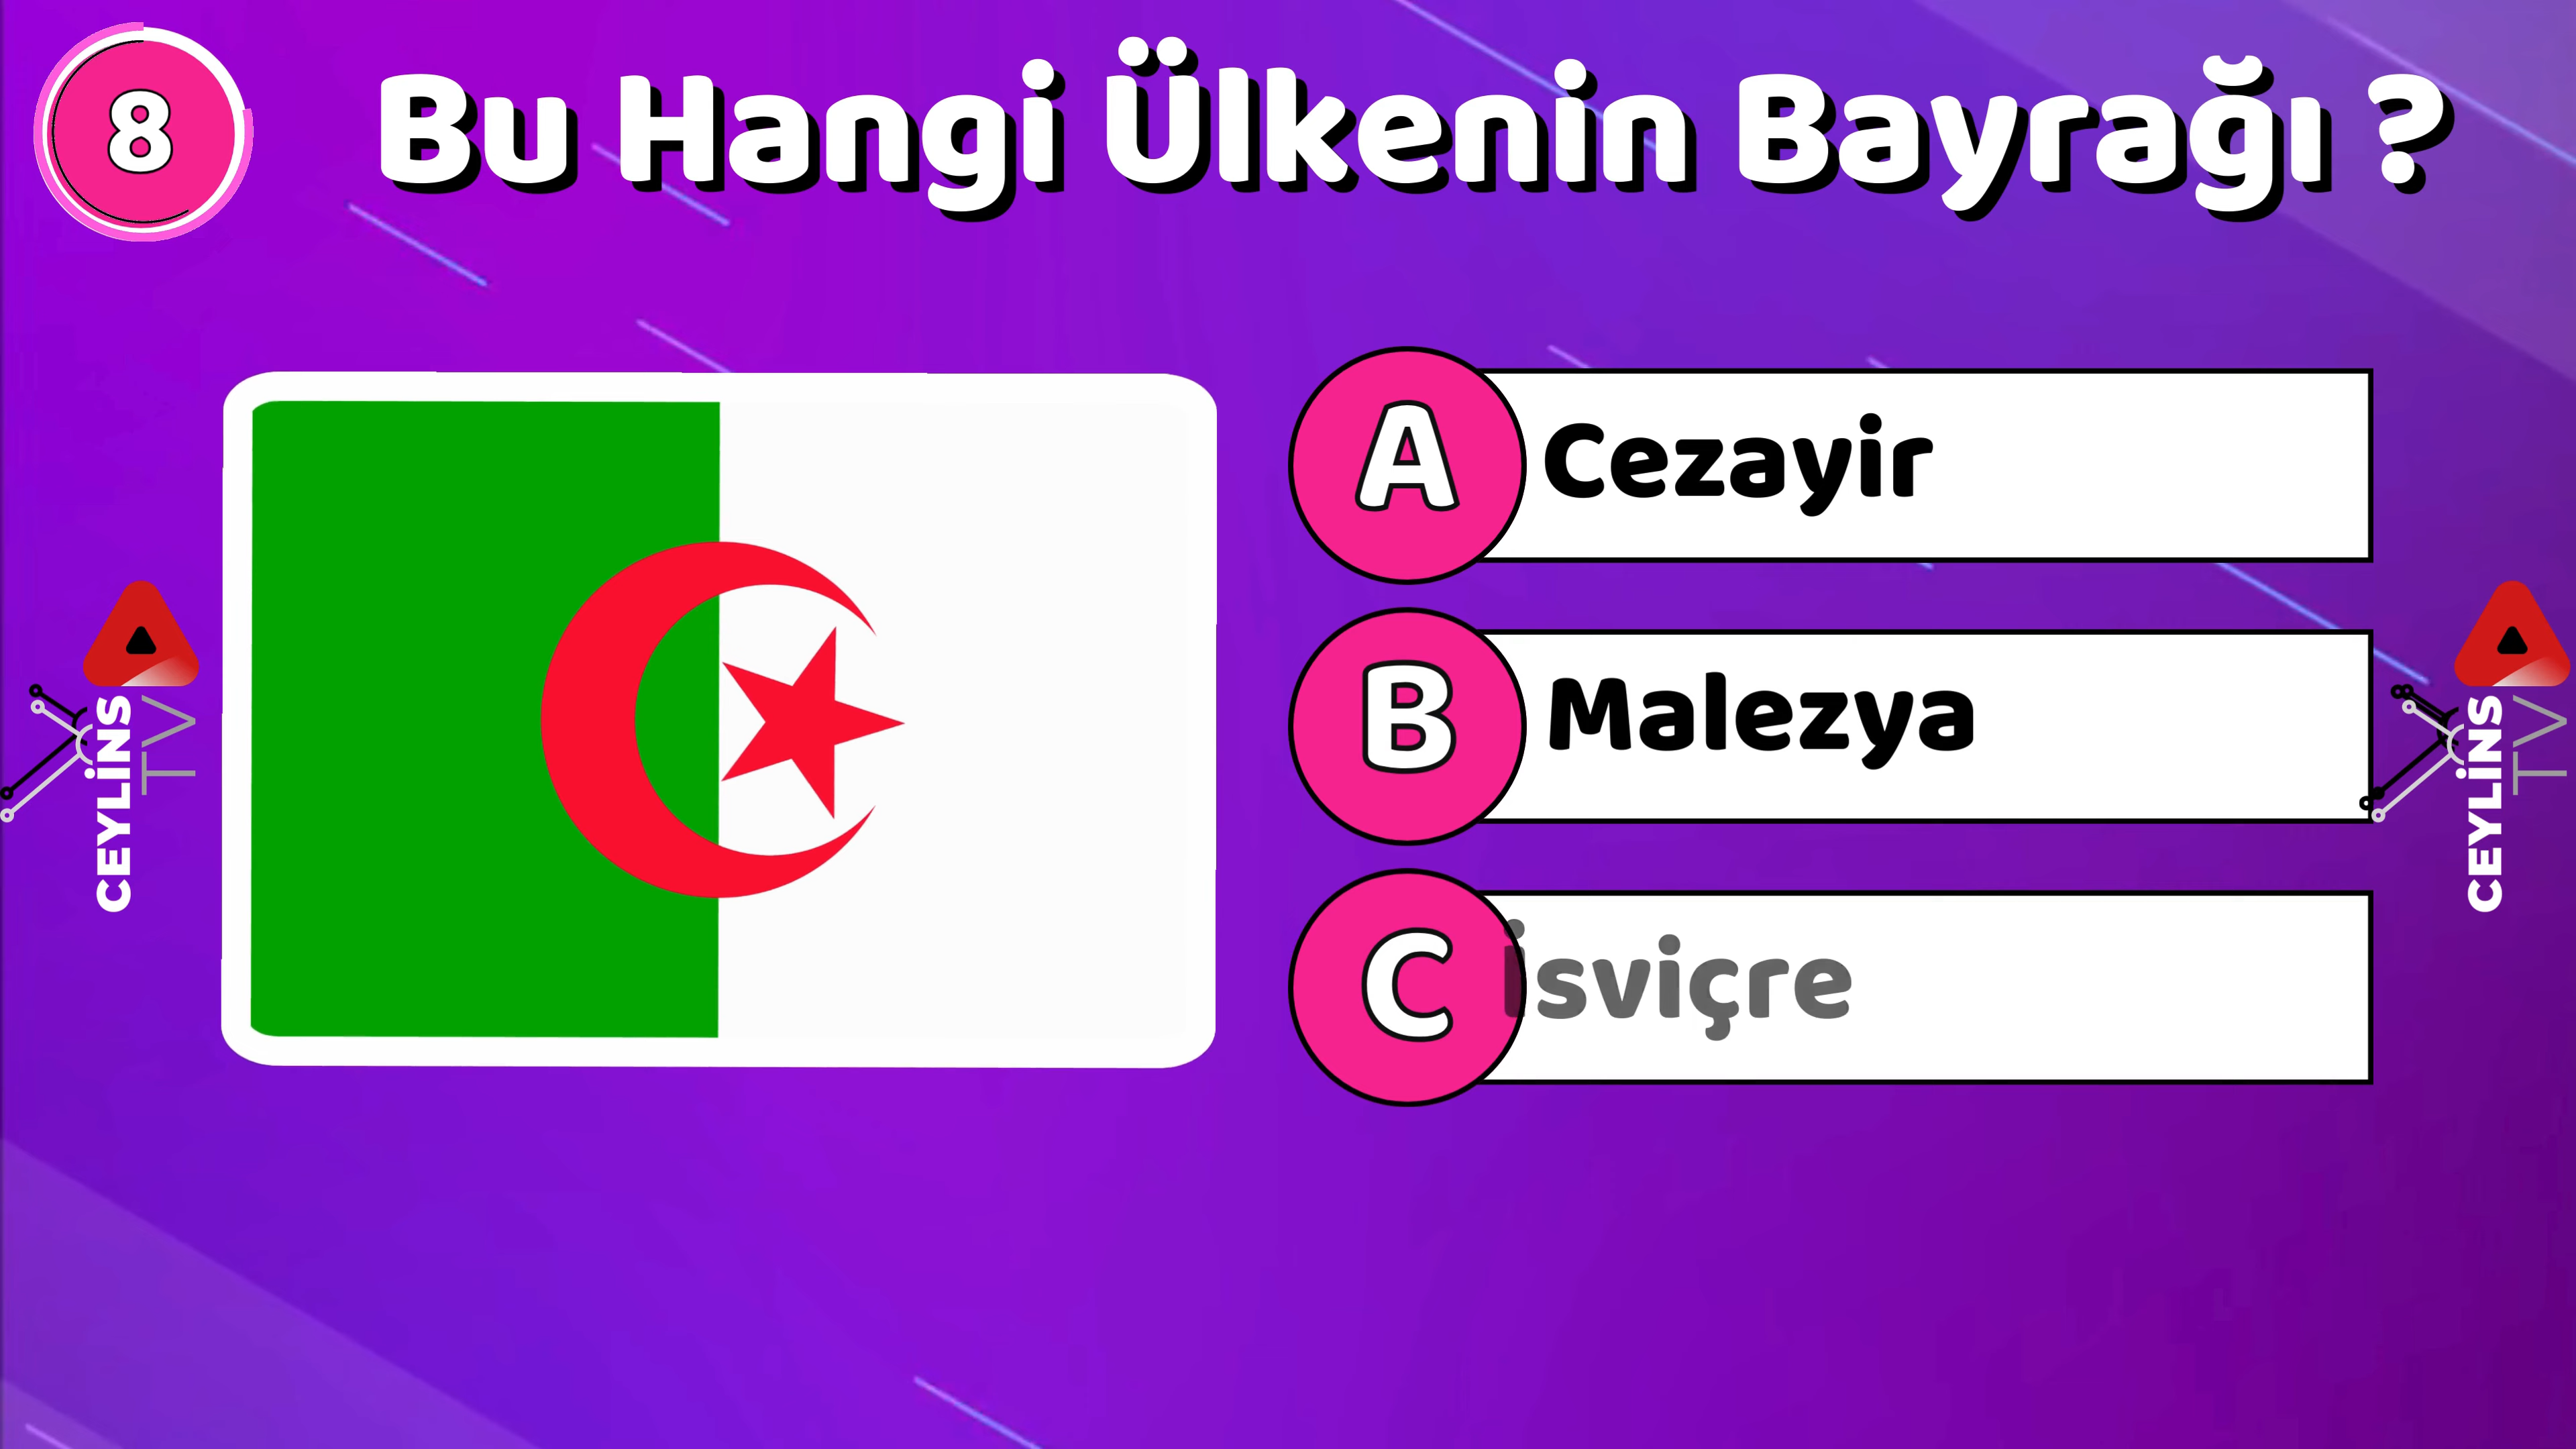 8
Bu Hangi Ülkenin Bayrağı ?
A Cezayir
B Malezya
C İsviçre
CEYLİNS
TV
CEYLİNS
TV